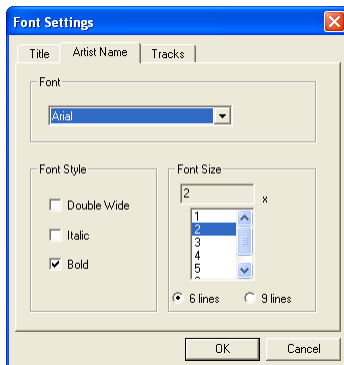 Font Settings
Title Artist Name Tracks
Font
Arial
Font Style
Double Wide
Italic
Bold
Font Size
2 x
1
2
3
4
5
6 lines 9 lines
OK Cancel